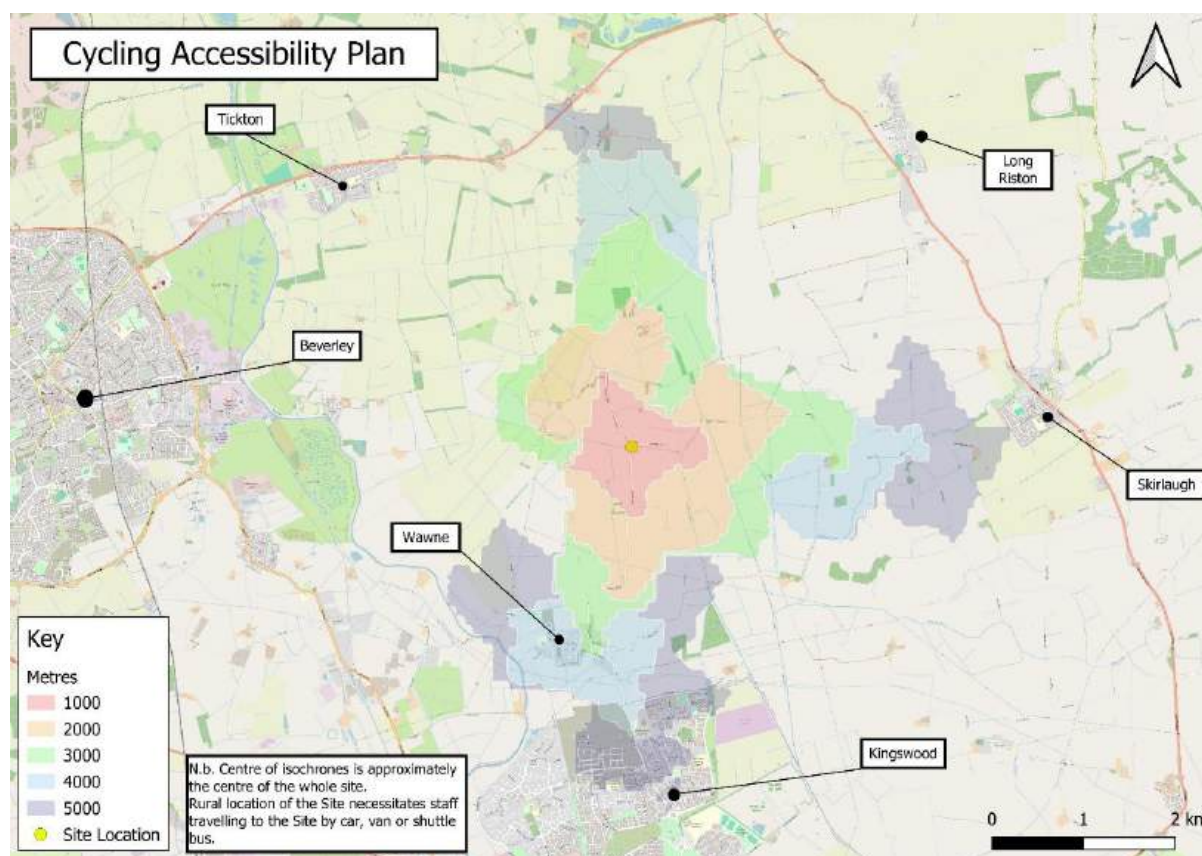 Cycling Accessibility Plan
Tickton
Long
Riston
Beverley
Skirlaugh
Wawne
Kingswood
Key
Metres
1000
2000
3000
4000
5000
Site Location
N.b. Centre of isochrones is approximately
the centre of the whole site.
Rural location of the Site necessitates staff
travelling to the Site by car, van or shuttle
bus.
0 1 2 km